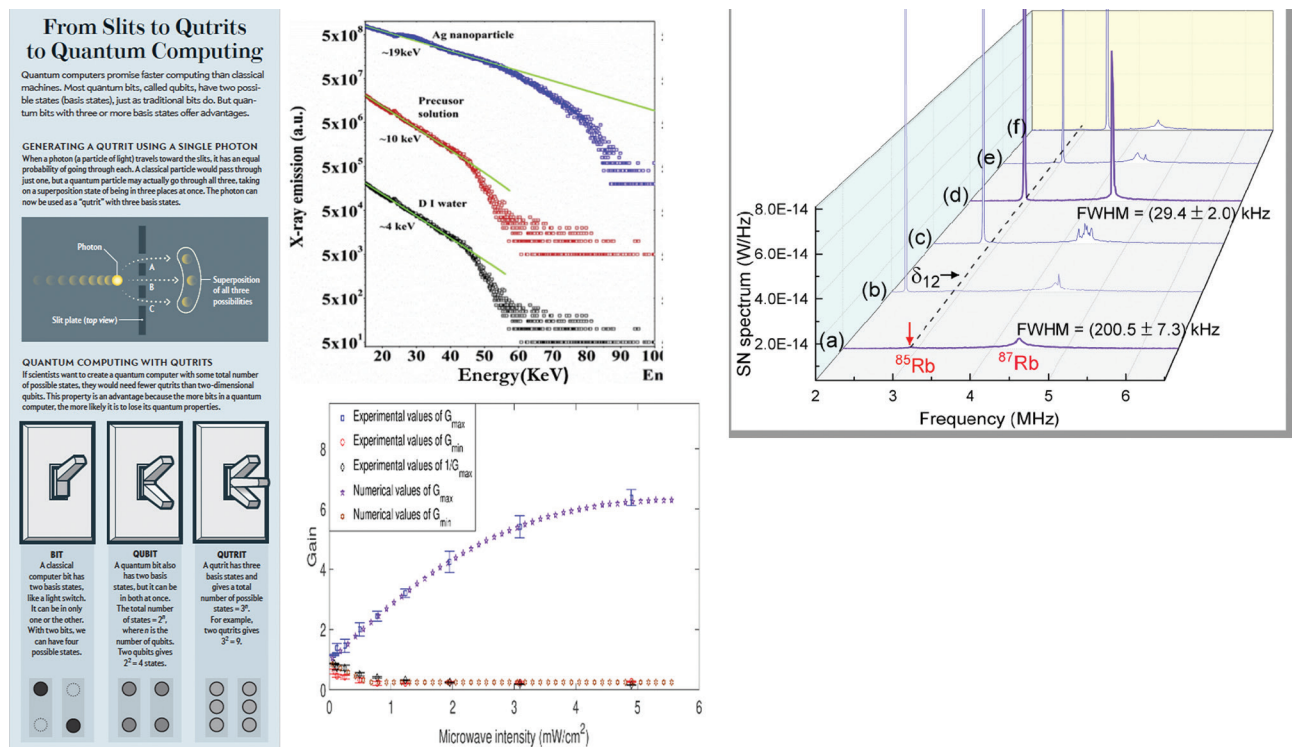 From Slits to Qutrits
to Quantum Computing
Quantum computers promise faster computing than classical
machines. Most quantum bits, called qubits, have two possi-
ble states (basis states), just as traditional bits do. But quan-
tum bits with three or more basis states offer advantages.
GENERATING A QUTRIT USING A SINGLE PHOTON
When a photon (a particle of light) travels toward the slits, it has an equal
probability of going through each. A classical particle would pass through
just one, but a quantum particle may actually go through all three, taking
on a superposition state of being in three places at once. The photon can
now be used as a “qutrit” with three basis states.
Photon
A
B
C
Superposition
of all three
possibilities
Slit plate (top view)
QUANTUM COMPUTING WITH QUTRITS
If scientists want to create a quantum computer with some total number
of possible states, they would need fewer qutrits than two-dimensional
qubits. This property is an advantage because the more bits in a quantum
computer, the more likely it is to lose its quantum properties.
BIT
A classical
computer bit has
two basis states,
like a light switch.
It can be in only
one or the other.
With two bits, we
can have four
possible states.
QUBIT
A quantum bit also
has two basis
states, but it can be
in both at once.
The total number
of states = 2ⁿ,
where n is the
number of qubits.
Two qubits gives
2² = 4 states.
QUTRIT
A qutrit has three
basis states and
gives a total
number of possible
states = 3ⁿ.
For example,
two qutrits gives
3² = 9.
X-ray emission (a.u.)
5x10⁸
5x10⁷
5x10⁶
5x10⁵
5x10⁴
5x10³
5x10²
5x10¹
Ag nanoparticle
~19keV
Precusor
solution
~10 keV
D I water
~4 keV
20 30 40 50 60 70 80 90 100
Energy(KeV)
En
Experimental values of Gmax
Experimental values of Gmin
Experimental values of 1/Gmax
Numerical values of Gmax
Numerical values of Gmin
Gain
8
6
4
2
0
0 1 2 3 4 5 6
Microwave intensity (mW/cm²)
(f)
(e)
(d)
FWHM = (29.4 ± 2.0) kHz
(c)
δ12
(b)
FWHM = (200.5 ± 7.3) kHz
(a)
⁸⁵Rb
⁸⁷Rb
SN spectrum (W/Hz)
8.0E-14
6.0E-14
4.0E-14
2.0E-14
2 3 4 5 6
Frequency (MHz)